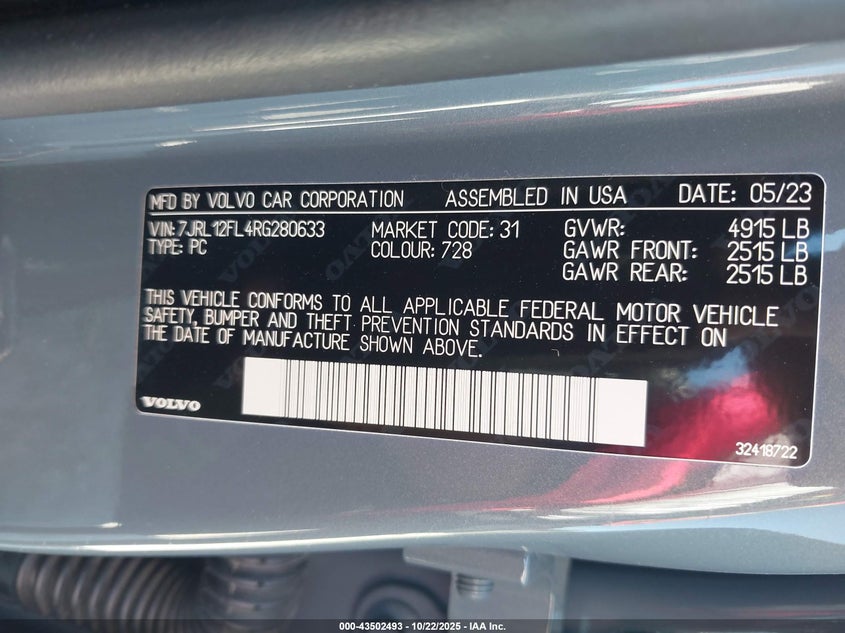 MFD BY VOLVO CAR CORPORATION ASSEMBLED IN USA DATE: 05/23
VIN: 7JRL12FL4RG280633 MARKET CODE: 31 GVWR: 4915 LB
TYPE: PC COLOUR: 728 GAWR FRONT: 2515 LB
GAWR REAR: 2515 LB
THIS VEHICLE CONFORMS TO ALL APPLICABLE FEDERAL MOTOR VEHICLE
SAFETY, BUMPER AND THEFT PREVENTION STANDARDS IN EFFECT ON
THE DATE OF MANUFACTURE SHOWN ABOVE.
VOLVO
32418722
000-43502493 - 10/22/2025 - IAA Inc.